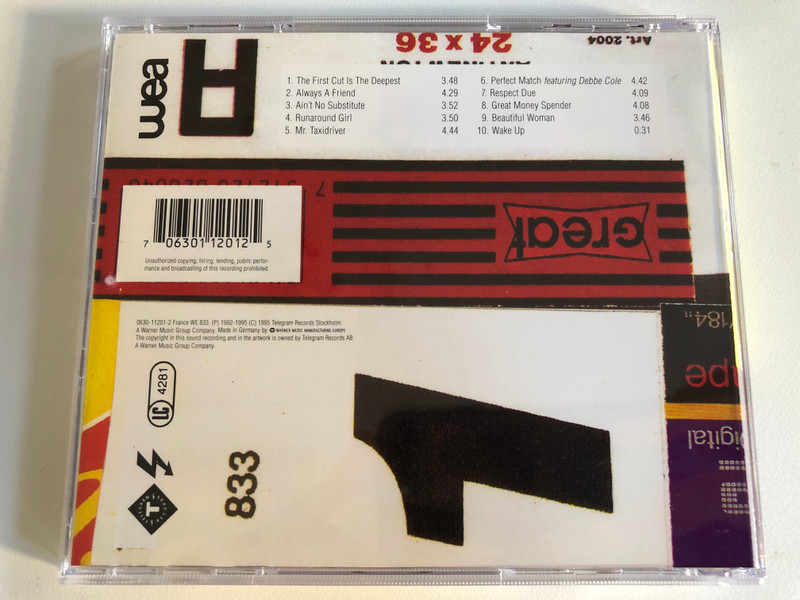 wea
24 x 36
Art. 2004
1. The First Cut Is The Deepest 3.48
2. Always A Friend 4.29
3. Ain't No Substitute 3.52
4. Runaround Girl 3.50
5. Mr. Taxidriver 4.44
6. Perfect Match featuring Debbe Cole 4.42
7. Respect Due 4.09
8. Great Money Spender 4.08
9. Beautiful Woman 3.46
10. Wake Up 0.31
Great
7 06301 12012 5
Unauthorized copying, hiring, lending, public perfor-
mance and broadcasting of this recording prohibited.
0630-11201-2 France WE 833. (P) 1992-1995 (C) 1995 Telegram Records Stockholm.
A Warner Music Group Company. Made in Germany by WARNER MUSIC MANUFACTURING EUROPE
The copyright in this sound recording and in the artwork is owned by Telegram Records AB
A Warner Music Group Company.
LC 4281
T
833
184
ape
Digital